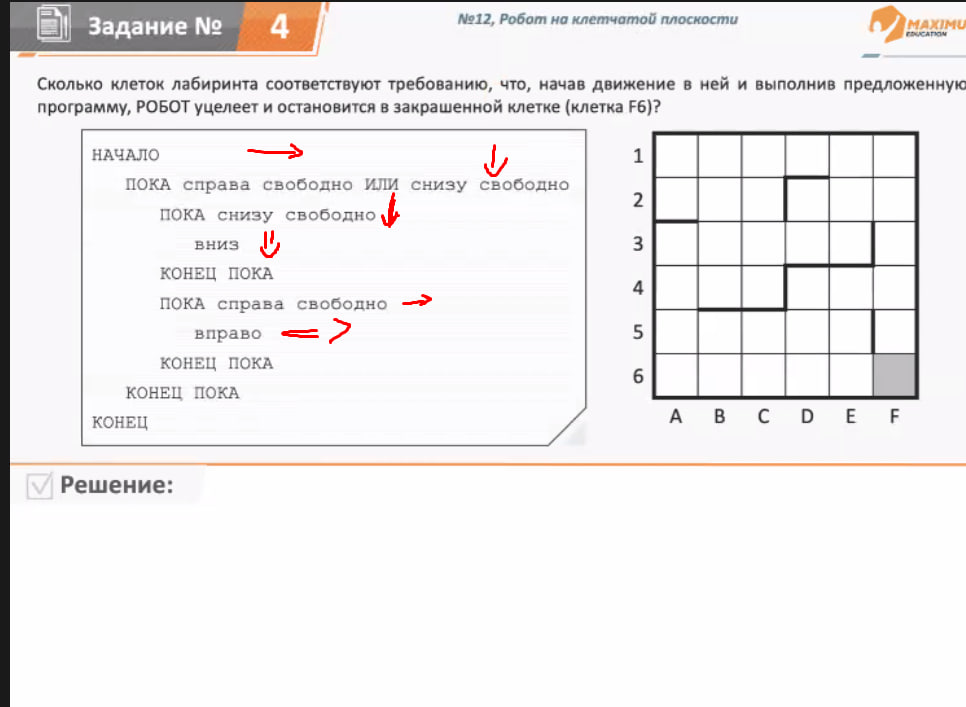 Задание № 4
№12, Робот на клетчатой плоскости
MAXIMU
EDUCATION
Сколько клеток лабиринта соответствуют требованию, что, начав движение в ней и выполнив предложенную
программу, РОБОТ уцелеет и остановится в закрашенной клетке (клетка F6)?
НАЧАЛО
ПОКА справа свободно ИЛИ снизу свободно
ПОКА снизу свободно
вниз
КОНЕЦ ПОКА
ПОКА справа свободно
вправо
КОНЕЦ ПОКА
КОНЕЦ ПОКА
КОНЕЦ
1
2
3
4
5
6
A B C D E F
Решение: